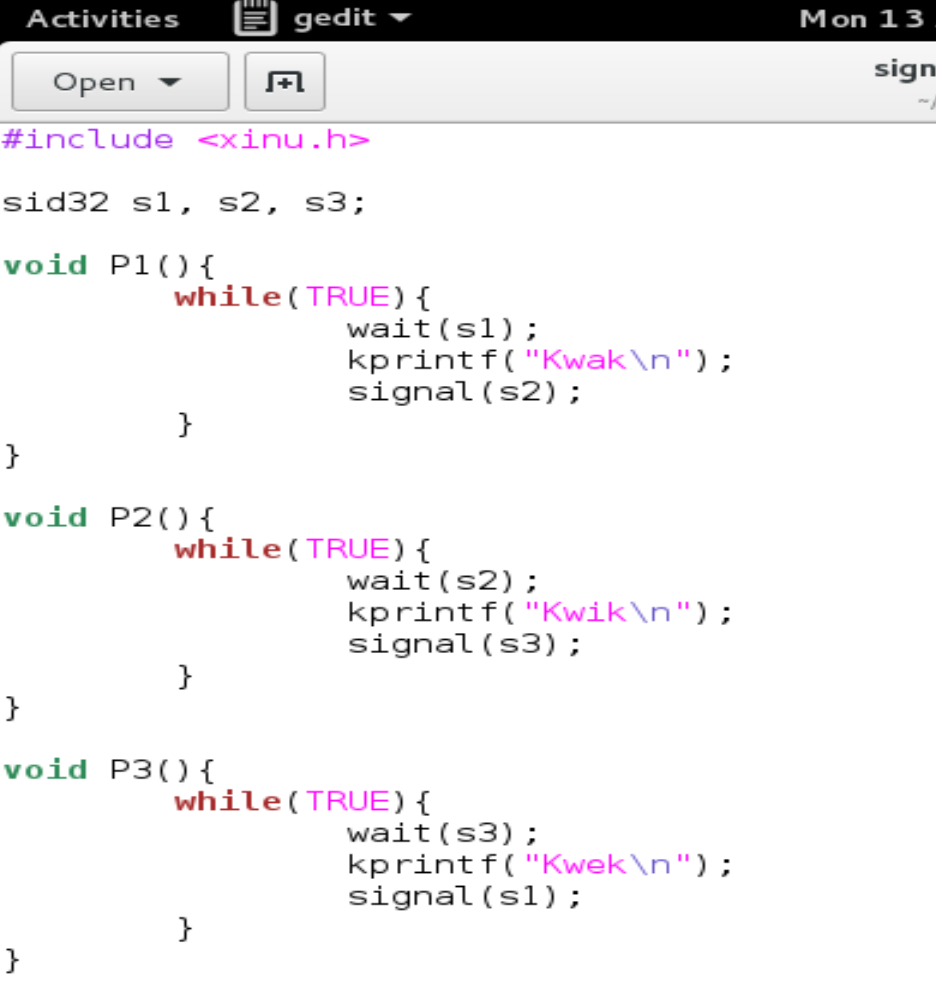 Activities gedit Mon 13
Open
sign
~/
#include <xinu.h>
sid32 s1, s2, s3;
void P1(){
while(TRUE){
wait(s1);
kprintf("Kwak\n");
signal(s2);
}
}
void P2(){
while(TRUE){
wait(s2);
kprintf("Kwik\n");
signal(s3);
}
}
void P3(){
while(TRUE){
wait(s3);
kprintf("Kwek\n");
signal(s1);
}
}